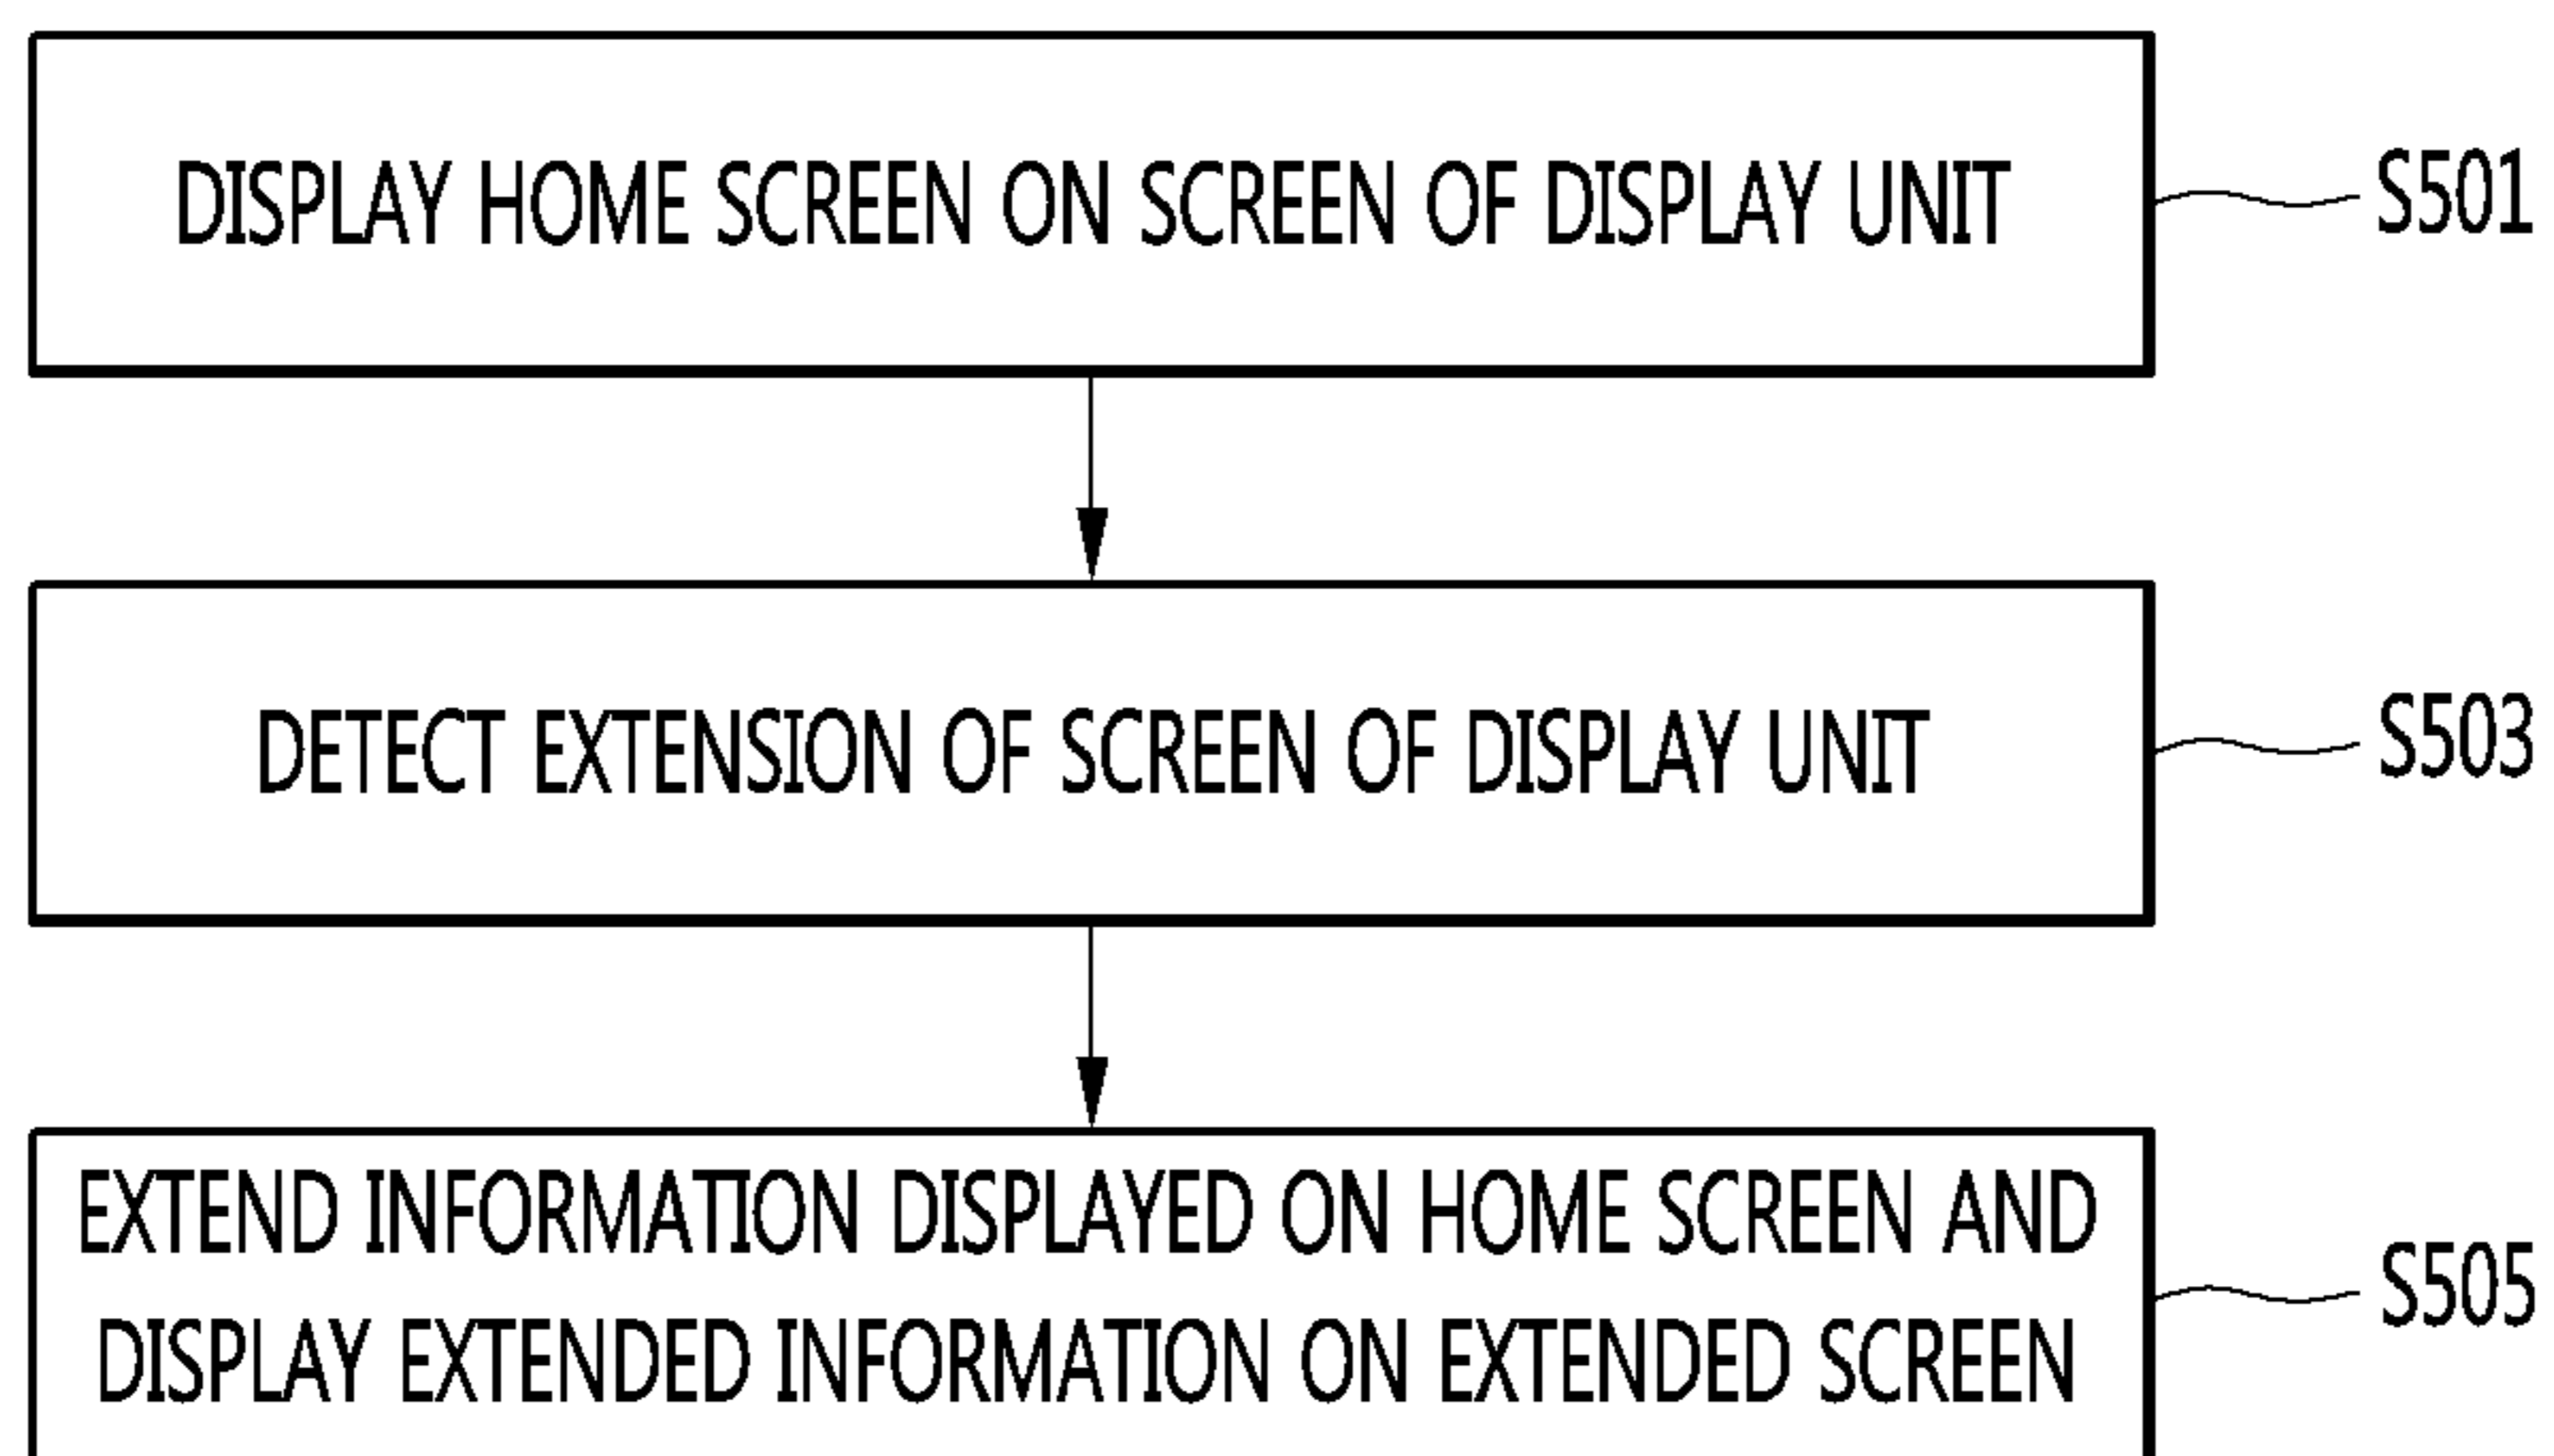 DISPLAY HOME SCREEN ON SCREEN OF DISPLAY UNIT
S501
DETECT EXTENSION OF SCREEN OF DISPLAY UNIT
S503
EXTEND INFORMATION DISPLAYED ON HOME SCREEN AND
DISPLAY EXTENDED INFORMATION ON EXTENDED SCREEN
S505